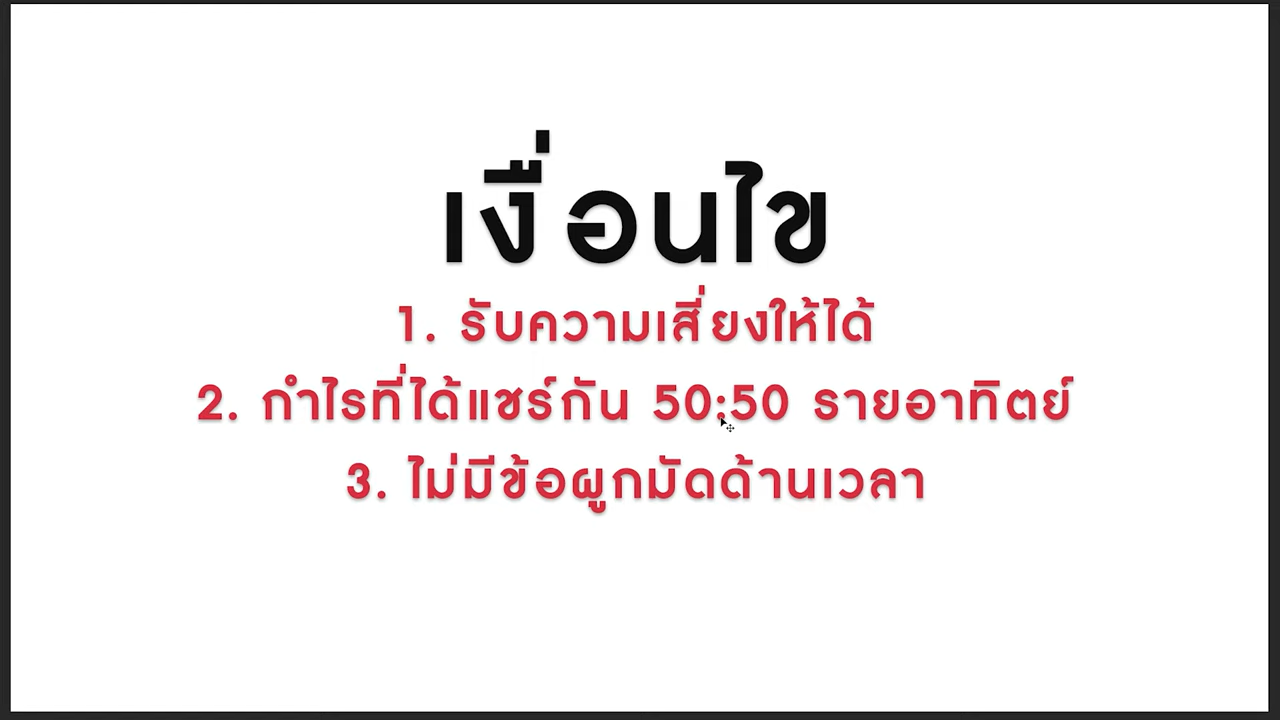 เงื่อนไข
1. รับความเสี่ยงให้ได้
2. กำไรที่ได้แชร์กัน 50:50 รายอาทิตย์
3. ไม่มีข้อผูกมัดด้านเวลา